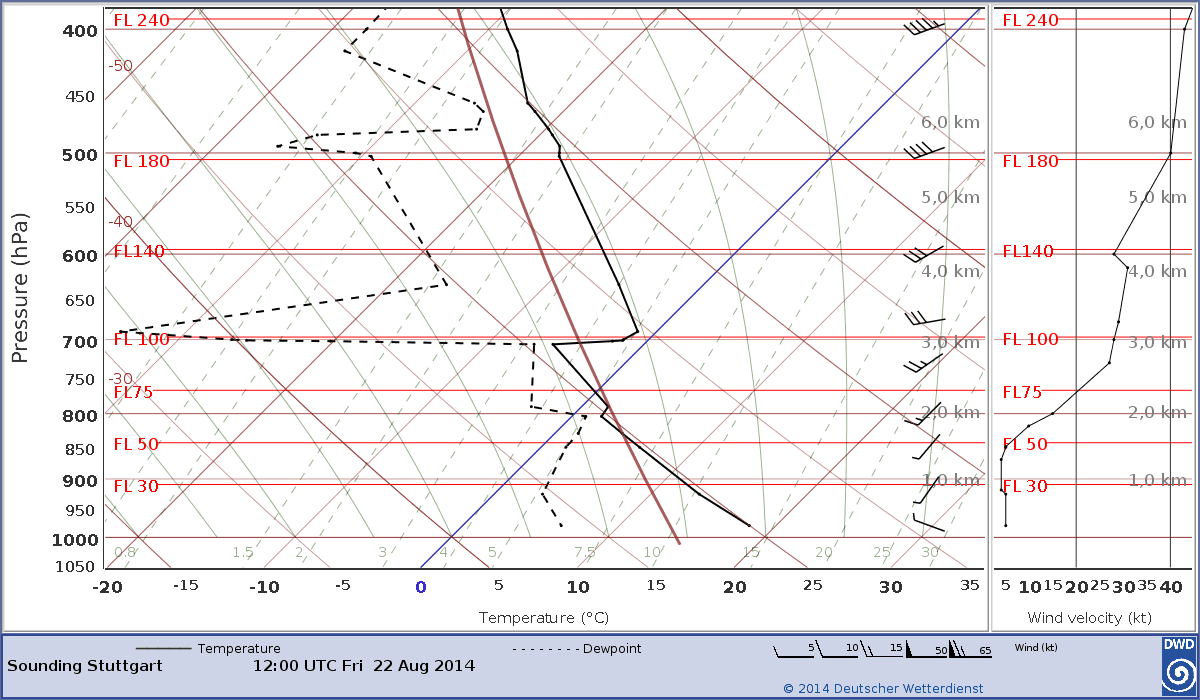 FL 240
FL 240
400
-50
450
6,0 km
6,0 km
500
FL 180
FL 180
5,0 km
5,0 km
550
-40
FL140
FL140
600
4,0 km
4,0 km
650
Pressure (hPa)
FL 100
FL 100
700
3,0 km
3,0 km
750
-30
FL75
FL75
800
2,0 km
2,0 km
850
FL 50
FL 50
900
1,0 km
1,0 km
FL 30
FL 30
950
1000
0.8 1.5 2 3 4 5 7.5 10 15 20 25 30
1050
-20 -15 -10 -5 0 5 10 15 20 25 30 35
5 10 15 20 25 30 35 40
Temperature (°C)
Wind velocity (kt)
Temperature
Dewpoint
5 10 15 50 65
Wind (kt)
DWD
Sounding Stuttgart
12:00 UTC Fri 22 Aug 2014
© 2014 Deutscher Wetterdienst